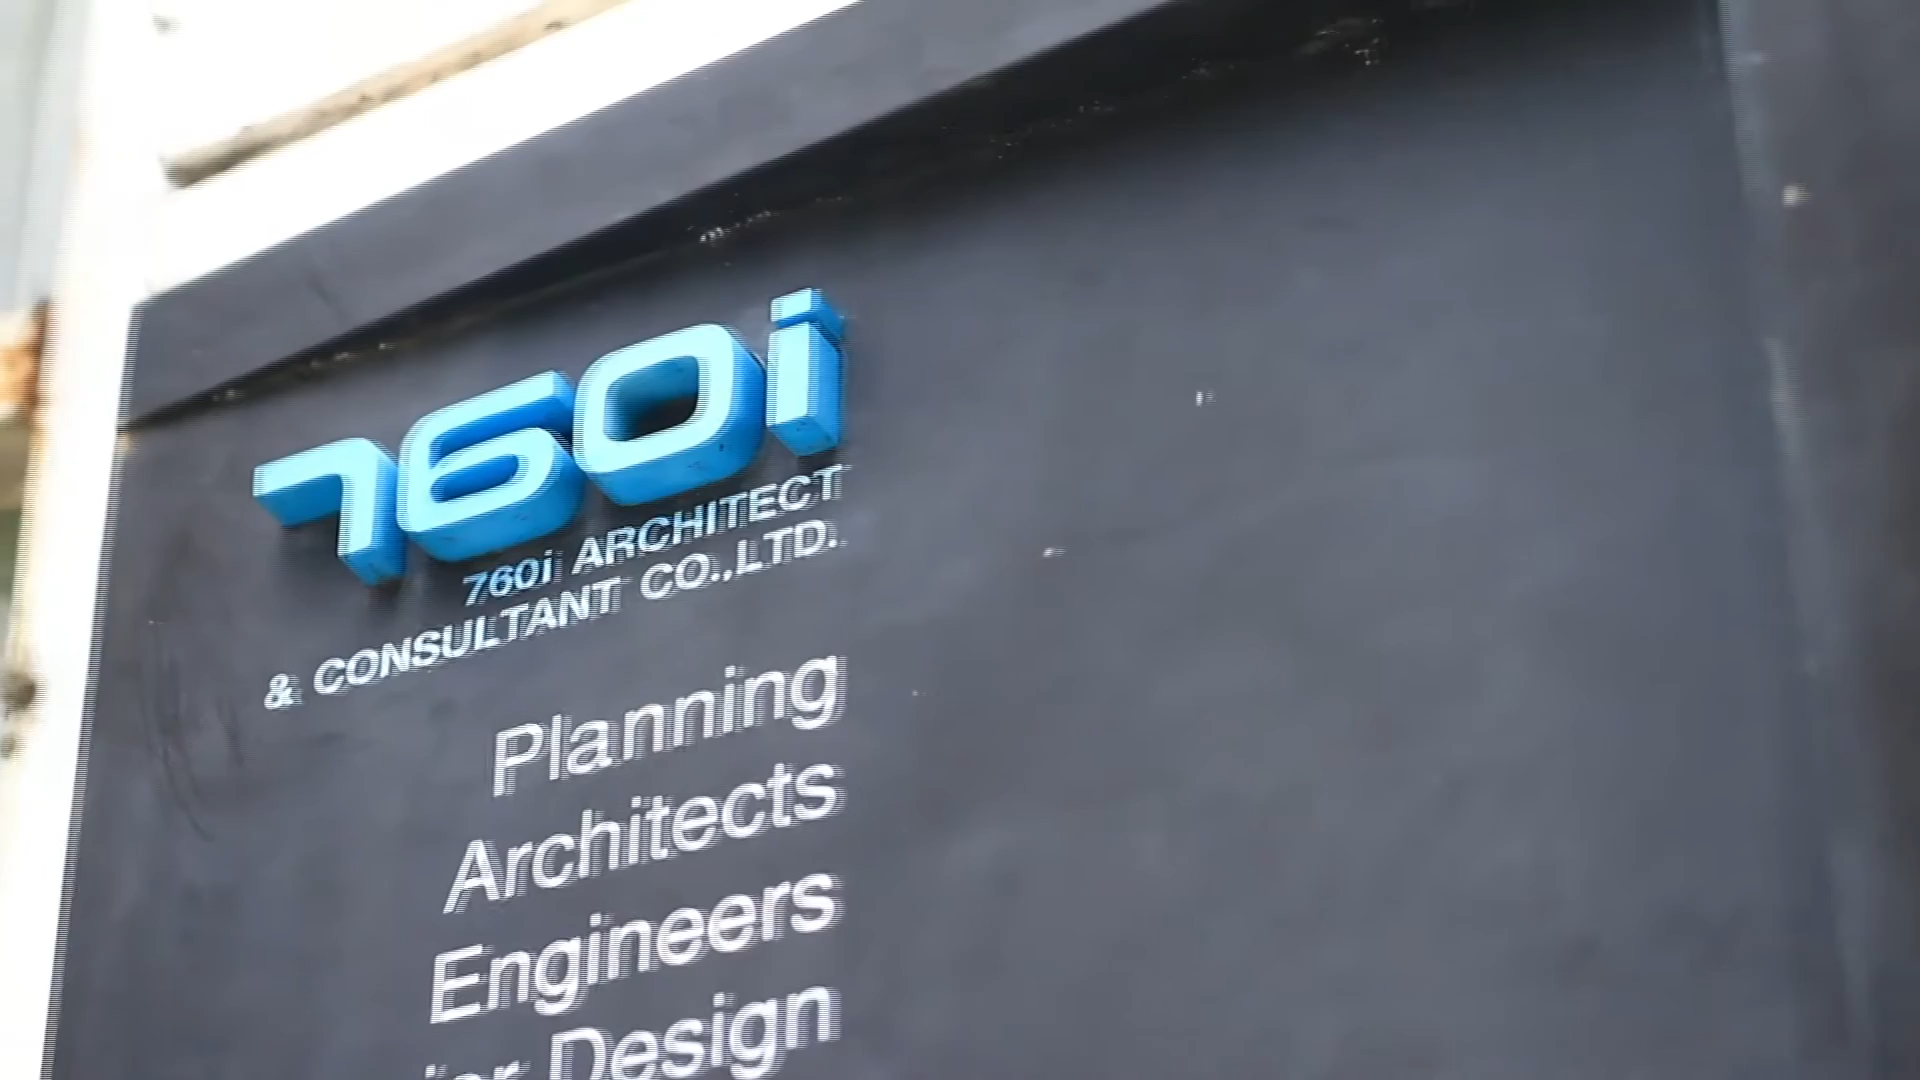 760i
760i ARCHITECT
& CONSULTANT CO.,LTD.
Planning
Architects
Engineers
Design